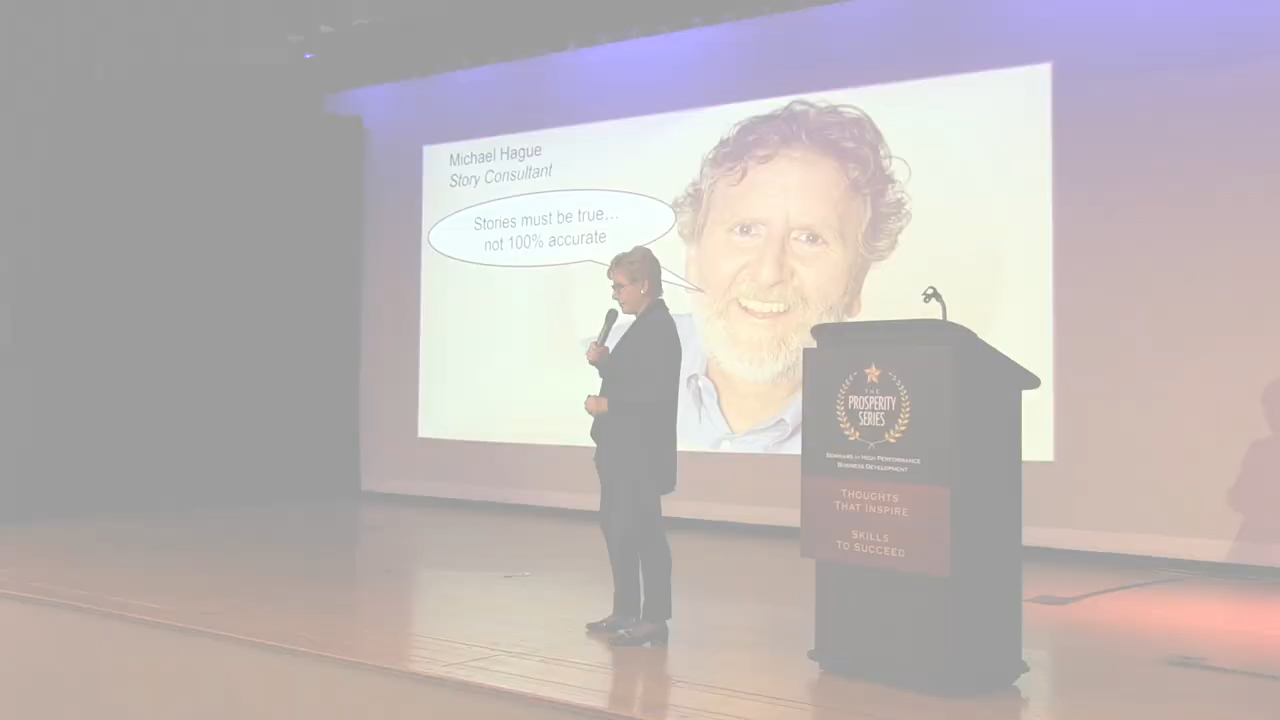 Michael Hague
Story Consultant
Stories must be true...
not 100% accurate
THE
PROSPERITY
SERIES
SEMINARS IN HIGH PERFORMANCE
BUSINESS DEVELOPMENT
THOUGHTS
THAT INSPIRE
SKILLS
TO SUCCEED